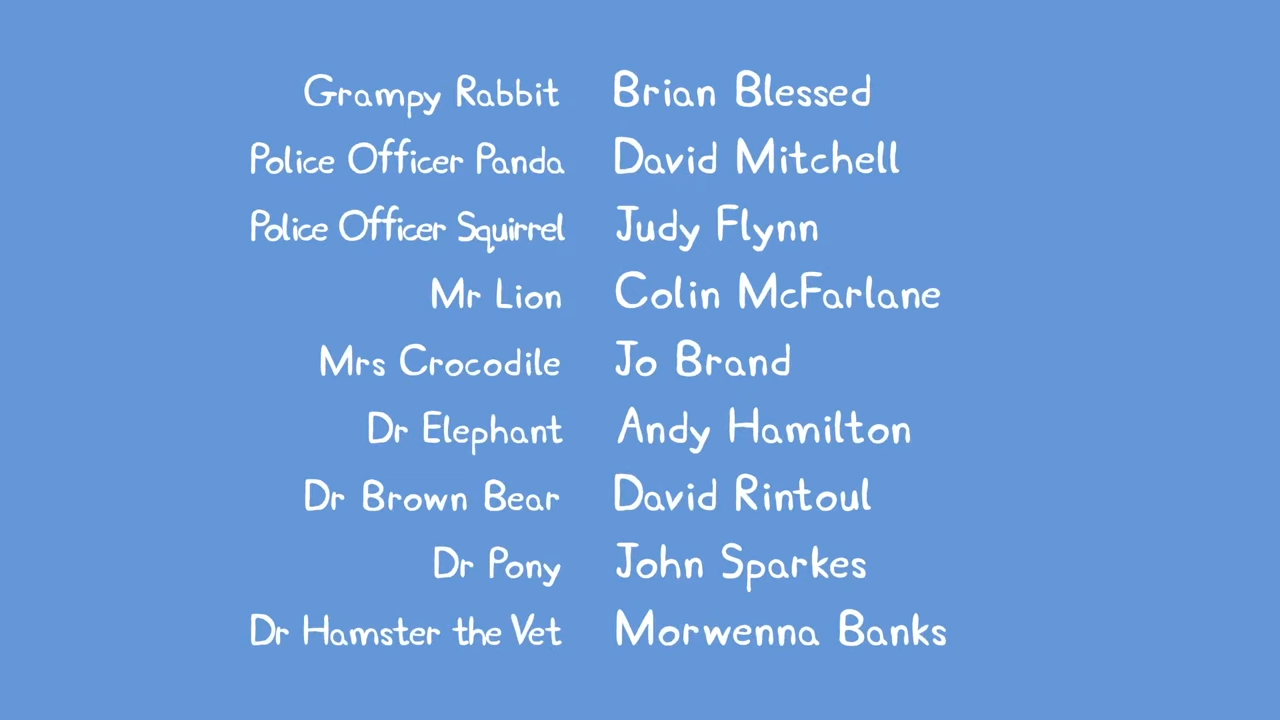 Grampy Rabbit Brian Blessed
Police Officer Panda David Mitchell
Police Officer Squirrel Judy Flynn
Mr Lion Colin McFarlane
Mrs Crocodile Jo Brand
Dr Elephant Andy Hamilton
Dr Brown Bear David Rintoul
Dr Pony John Sparkes
Dr Hamster the Vet Morwenna Banks